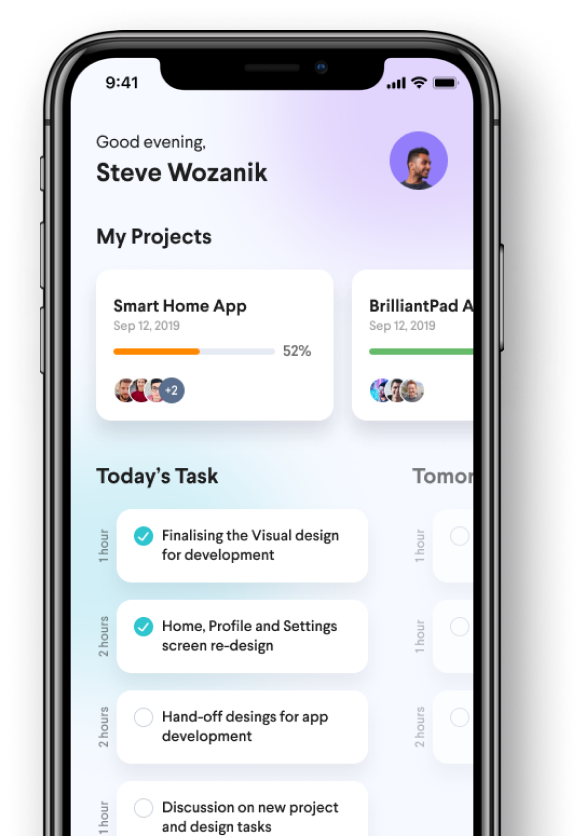 9:41
Good evening,
Steve Wozanik
My Projects
Smart Home App
Sep 12, 2019
52%
+2
BrilliantPad A
Sep 12, 2019
Today's Task
Tomor
1 hour
Finalising the Visual design
for development
2 hours
Home, Profile and Settings
screen re-design
2 hours
Hand-off desings for app
development
1 hour
Discussion on new project
and design tasks
1 hour
1 hour
2 hours